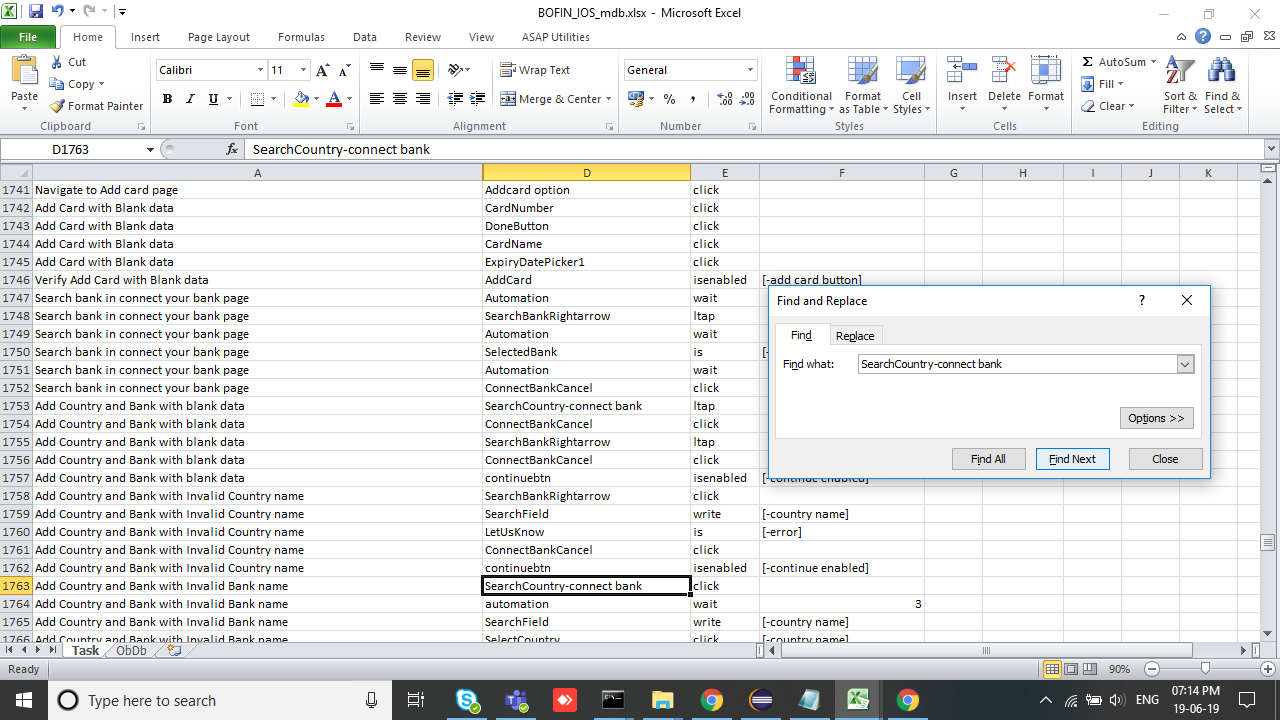 BOFIN_IOS_mdb.xlsx - Microsoft Excel
File Home Insert Page Layout Formulas Data Review View ASAP Utilities
Paste
Cut
Copy
Format Painter
Clipboard
Calibri 11
B I U A
Font
Wrap Text
Merge & Center
Alignment
General
% ,
Number
Conditional Formatting
Format as Table
Cell Styles
Styles
Insert Delete Format
Cells
Σ AutoSum
Fill
Clear
Sort & Filter
Find & Select
Editing
D1763 fx SearchCountry-connect bank
A D E F G H I J K
1741 Navigate to Add card page Addcard option click
1742 Add Card with Blank data CardNumber click
1743 Add Card with Blank data DoneButton click
1744 Add Card with Blank data CardName click
1745 Add Card with Blank data ExpiryDatePicker1 click
1746 Verify Add Card with Blank data AddCard isenabled [-add card button]
1747 Search bank in connect your bank page Automation wait
1748 Search bank in connect your bank page SearchBankRightarrow ltap
1749 Search bank in connect your bank page Automation wait
1750 Search bank in connect your bank page SelectedBank is
1751 Search bank in connect your bank page Automation wait
1752 Search bank in connect your bank page ConnectBankCancel click
1753 Add Country and Bank with blank data SearchCountry-connect bank ltap
1754 Add Country and Bank with blank data ConnectBankCancel click
1755 Add Country and Bank with blank data SearchBankRightarrow ltap
1756 Add Country and Bank with blank data ConnectBankCancel click
1757 Add Country and Bank with blank data continuebtn isenabled [-continue enabled]
1758 Add Country and Bank with Invalid Country name SearchBankRightarrow click
1759 Add Country and Bank with Invalid Country name SearchField write [-country name]
1760 Add Country and Bank with Invalid Country name LetUsKnow is [-error]
1761 Add Country and Bank with Invalid Country name ConnectBankCancel click
1762 Add Country and Bank with Invalid Country name continuebtn isenabled [-continue enabled]
1763 Add Country and Bank with Invalid Bank name SearchCountry-connect bank click
1764 Add Country and Bank with Invalid Bank name automation wait 3
1765 Add Country and Bank with Invalid Bank name SearchField write [-country name]
1766 Add Country and Bank with Invalid Bank name SelectCountry click [-country name]
Find and Replace ?
Find Replace
Find what: SearchCountry-connect bank
Options >>
Find All Find Next Close
Task ObDb
Ready 90%
Type here to search
ENG
07:14 PM
19-06-19